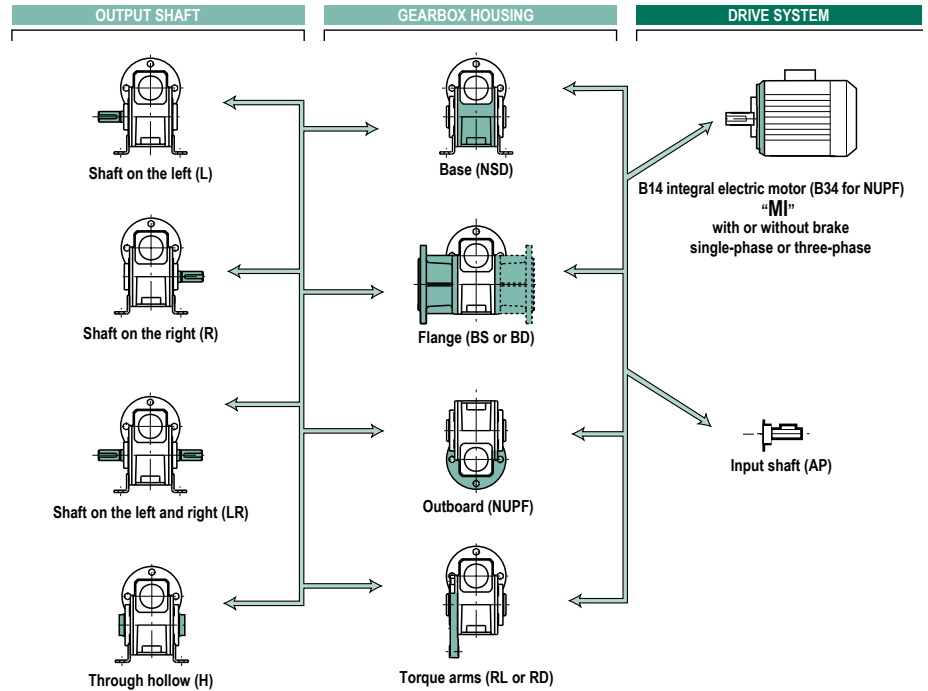 OUTPUT SHAFT
GEARBOX HOUSING
DRIVE SYSTEM
Shaft on the left (L)
Shaft on the right (R)
Shaft on the left and right (LR)
Through hollow (H)
Base (NSD)
Flange (BS or BD)
Outboard (NUPF)
Torque arms (RL or RD)
B14 integral electric motor (B34 for NUPF)
“MI”
with or without brake
single-phase or three-phase
Input shaft (AP)